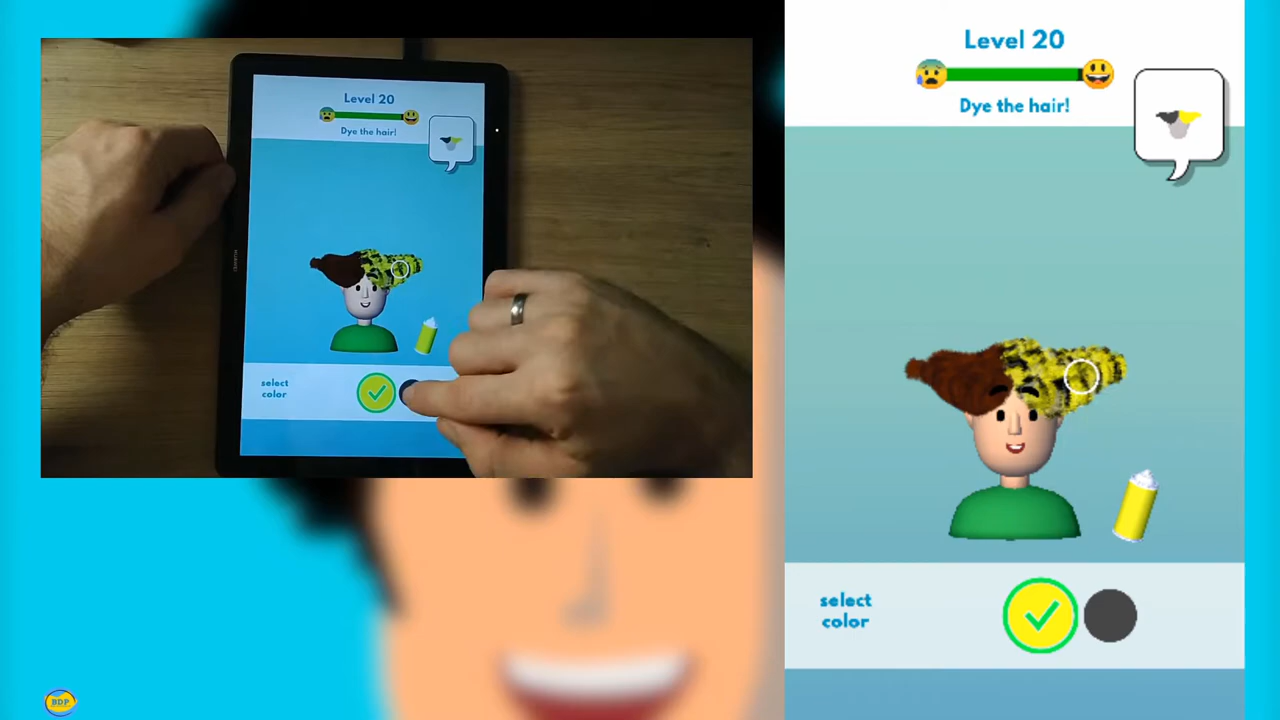 Level 20
Dye the hair!
select
color
Level 20
Dye the hair!
select
color
BDP